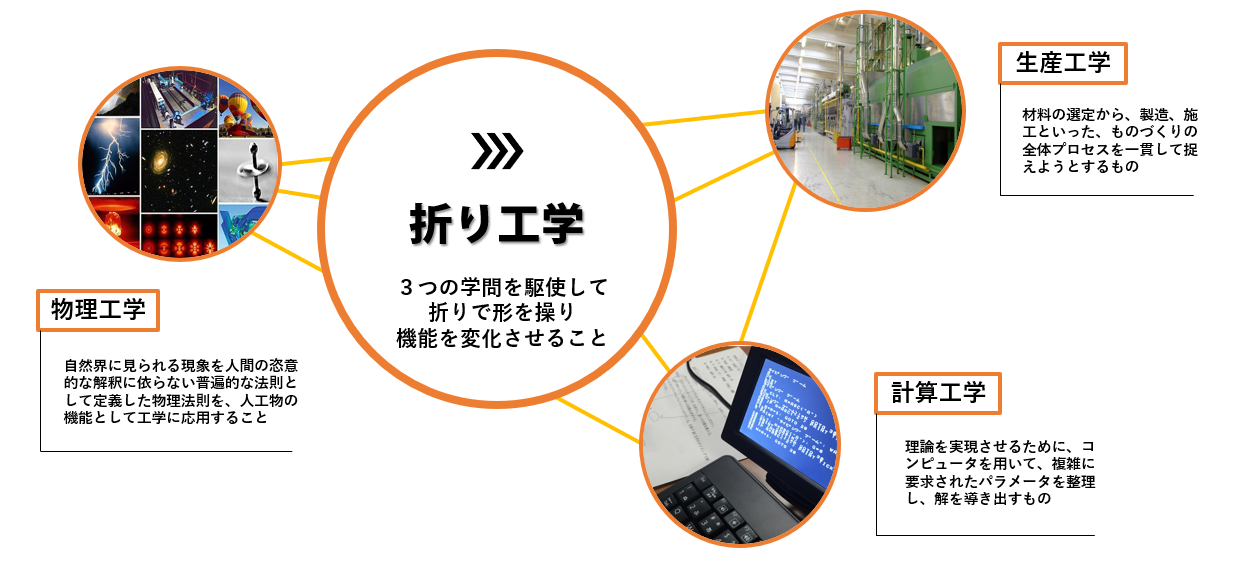 折り工学
３つの学問を駆使して
折りで形を操り
機能を変化させること
物理工学
自然界に見られる現象を人間の恣意
的な解釈に依らない普遍的な法則と
して定義した物理法則を、人工物の
機能として工学に応用すること
生産工学
材料の選定から、製造、施
工といった、ものづくりの
全体プロセスを一貫して捉
えようとするもの
計算工学
理論を実現させるために、コ
ンピュータを用いて、複雑に
要求されたパラメータを整理
し、解を導き出すもの